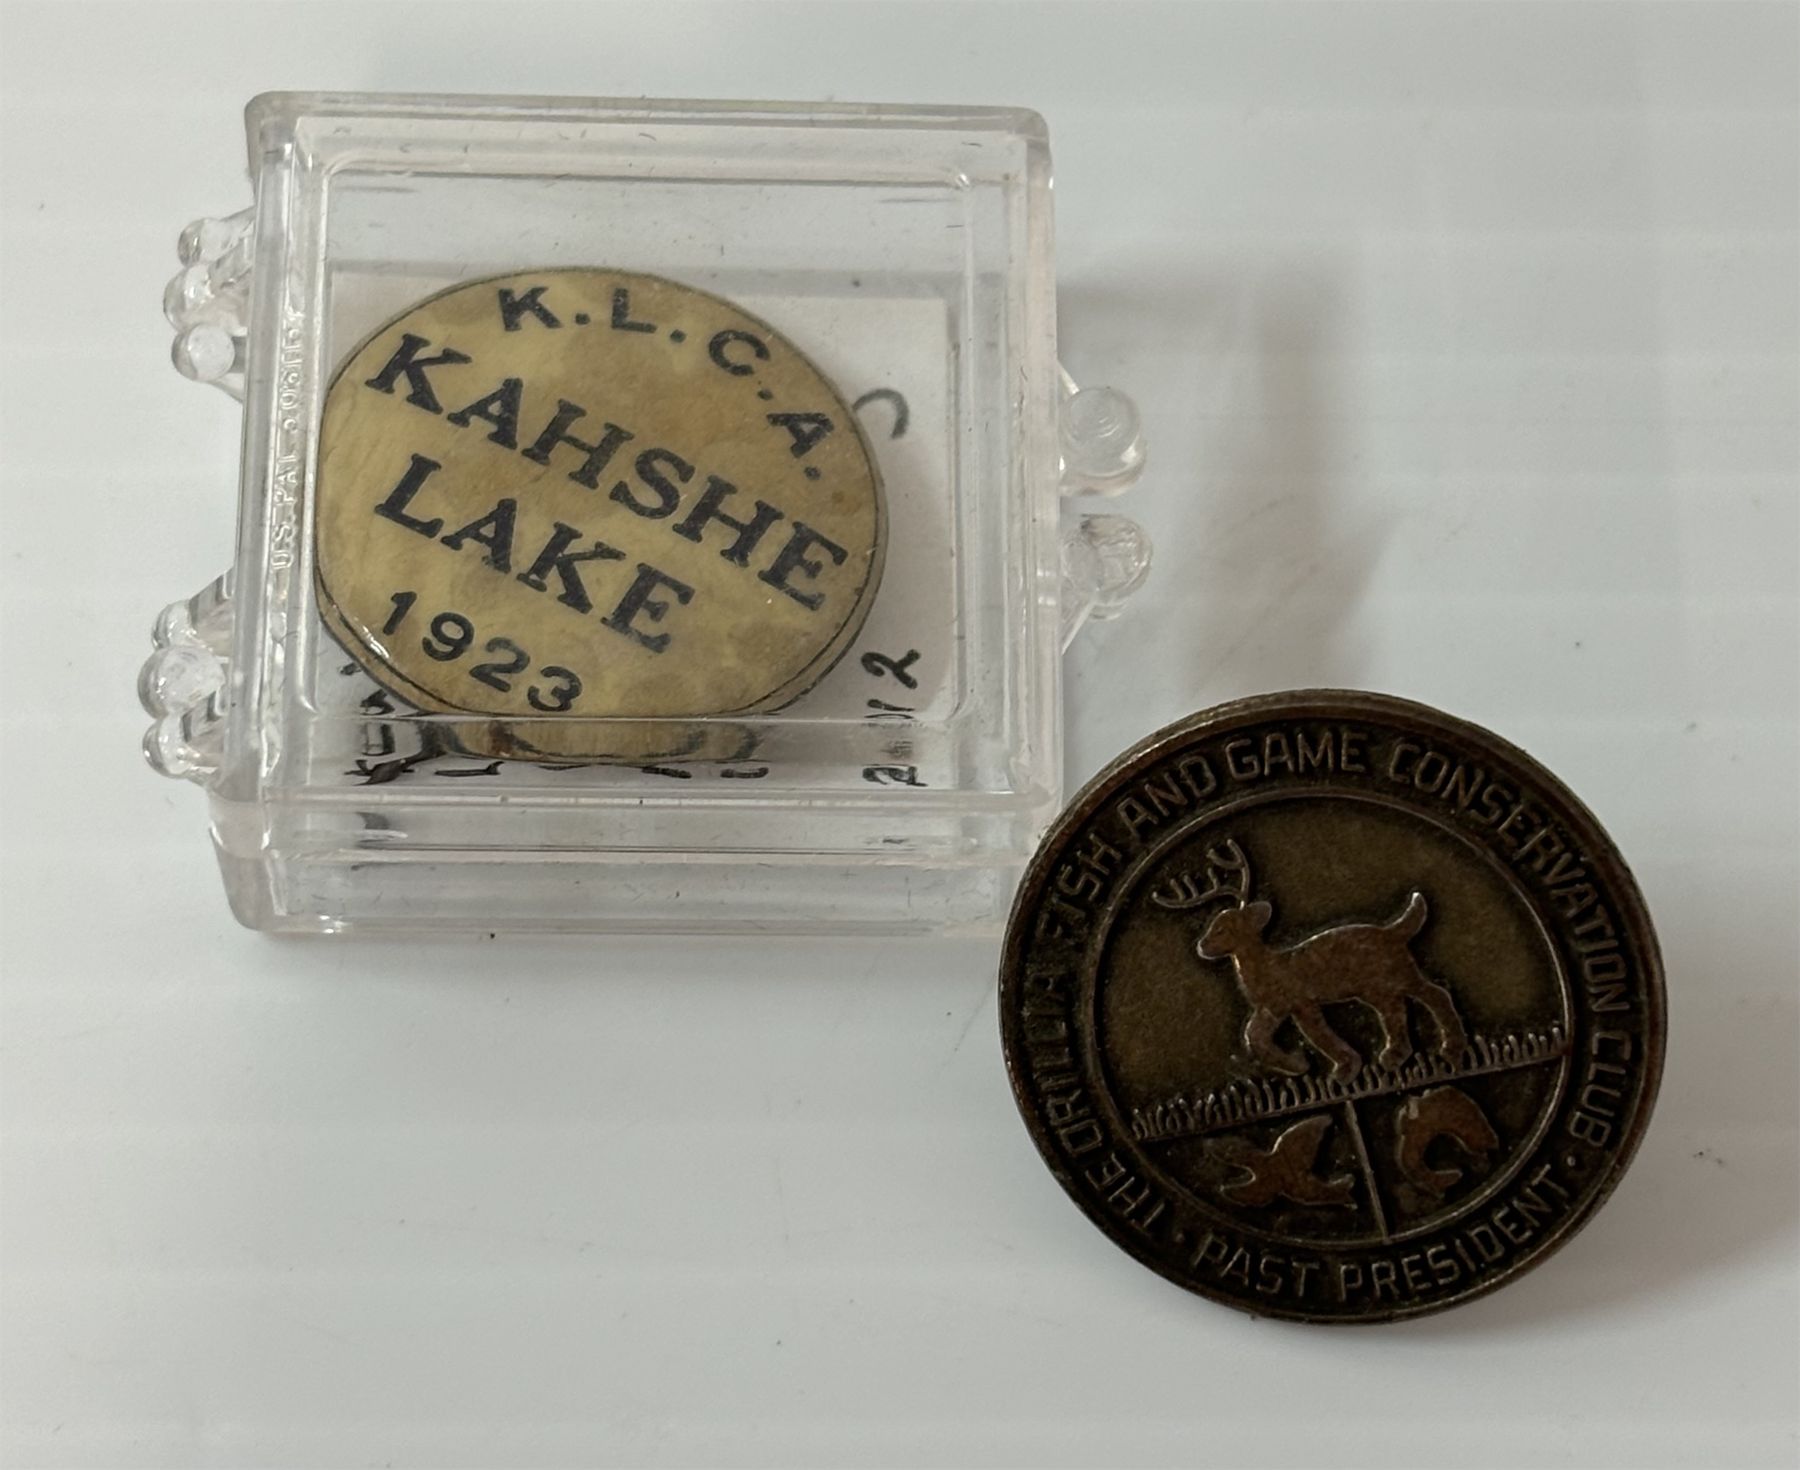 K.L.C.A.
KAHSHE
LAKE
1923
THE ORILLIA FISH AND GAME CONSERVATION CLUB
· PAST PRESIDENT ·